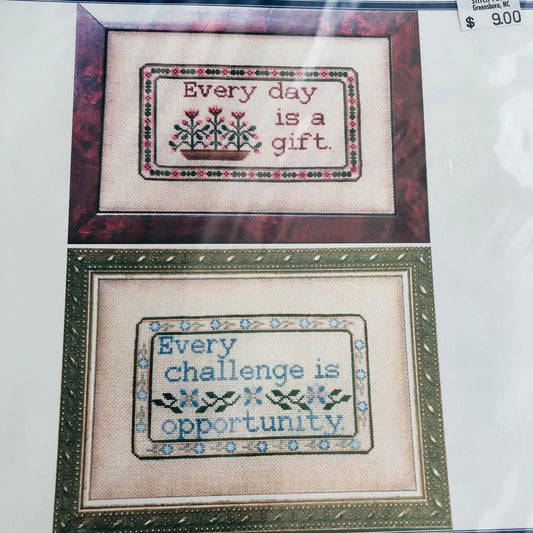 Greensboro, NC
$ 9.00
Every day
is a
gift.
Every
challenge is
opportunity.